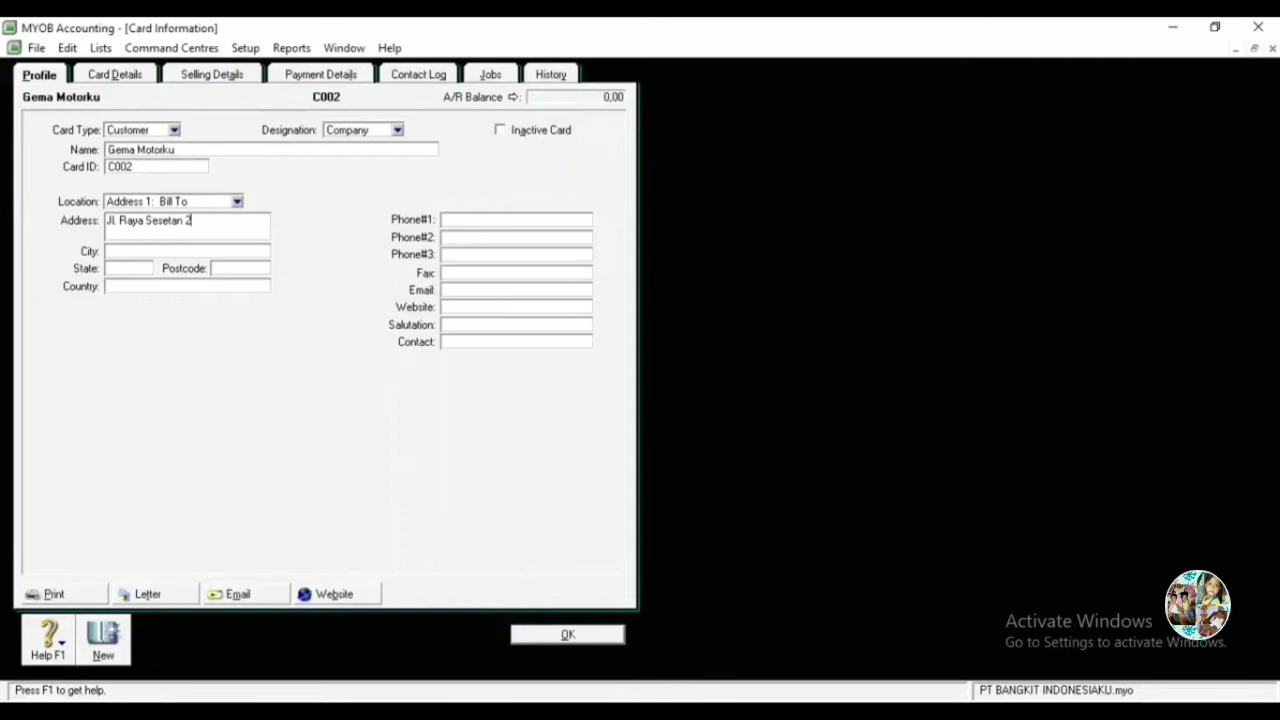 MYOB Accounting - [Card Information]
File Edit Lists Command Centres Setup Reports Window Help
Profile Card Details Selling Details Payment Details Contact Log Jobs History
Gema Motorku C002 A/R Balance ⇨: 0,00
Card Type: Customer Designation: Company Inactive Card
Name: Gema Motorku
Card ID: C002
Location: Address 1: Bill To
Address: Jl. Raya Sesetan 2
City:
State: Postcode:
Country:
Phone#1:
Phone#2:
Phone#3:
Fax:
Email:
Website:
Salutation:
Contact:
Print Letter Email Website
Help F1 New OK
Activate Windows
Go to Settings to activate Windows.
Press F1 to get help. PT BANGKIT INDONESIAKU.myo